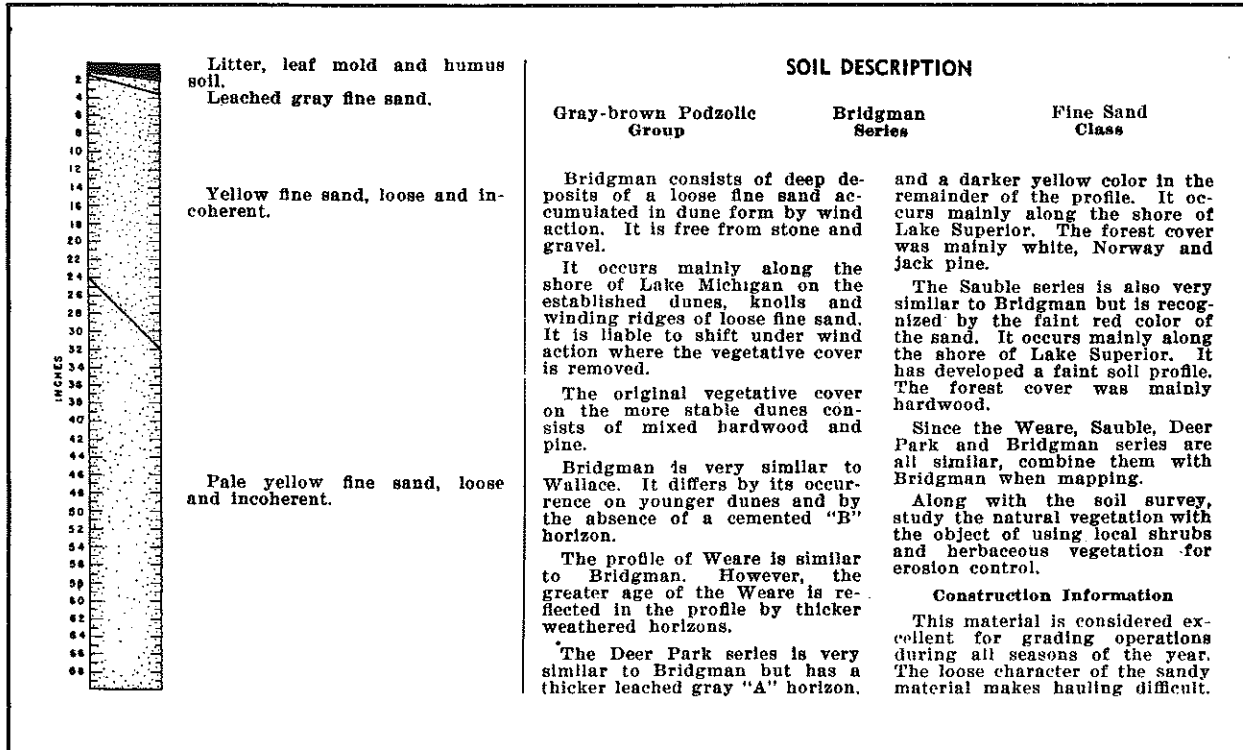 Litter, leaf mold and humus
soil.
Leached gray fine sand.
Yellow fine sand, loose and in-
coherent.
Pale yellow fine sand, loose
and incoherent.
INCHES
2
4
6
8
10
12
14
16
18
20
22
24
26
28
30
32
34
36
38
40
42
44
46
48
50
52
54
56
58
60
62
64
66
68
SOIL DESCRIPTION
Gray-brown Podzolic Bridgman Fine Sand
Group Series Class
Bridgman consists of deep de-
posits of a loose fine sand ac-
cumulated in dune form by wind
action. It is free from stone and
gravel.
It occurs mainly along the
shore of Lake Michigan on the
established dunes, knolls and
winding ridges of loose fine sand.
It is liable to shift under wind
action where the vegetative cover
is removed.
The original vegetative cover
on the more stable dunes con-
sists of mixed hardwood and
pine.
Bridgman is very similar to
Wallace. It differs by its occur-
rence on younger dunes and by
the absence of a cemented "B"
horizon.
The profile of Weare is similar
to Bridgman. However, the
greater age of the Weare is re-
flected in the profile by thicker
weathered horizons.
The Deer Park series is very
similar to Bridgman but has a
thicker leached gray "A" horizon,
and a darker yellow color in the
remainder of the profile. It oc-
curs mainly along the shore of
Lake Superior. The forest cover
was mainly white, Norway and
jack pine.
The Sauble series is also very
similar to Bridgman but is recog-
nized by the faint red color of
the sand. It occurs mainly along
the shore of Lake Superior. It
has developed a faint soil profile.
The forest cover was mainly
hardwood.
Since the Weare, Sauble, Deer
Park and Bridgman series are
all similar, combine them with
Bridgman when mapping.
Along with the soil survey,
study the natural vegetation with
the object of using local shrubs
and herbaceous vegetation for
erosion control.
Construction Information
This material is considered ex-
cellent for grading operations
during all seasons of the year.
The loose character of the sandy
material makes hauling difficult.